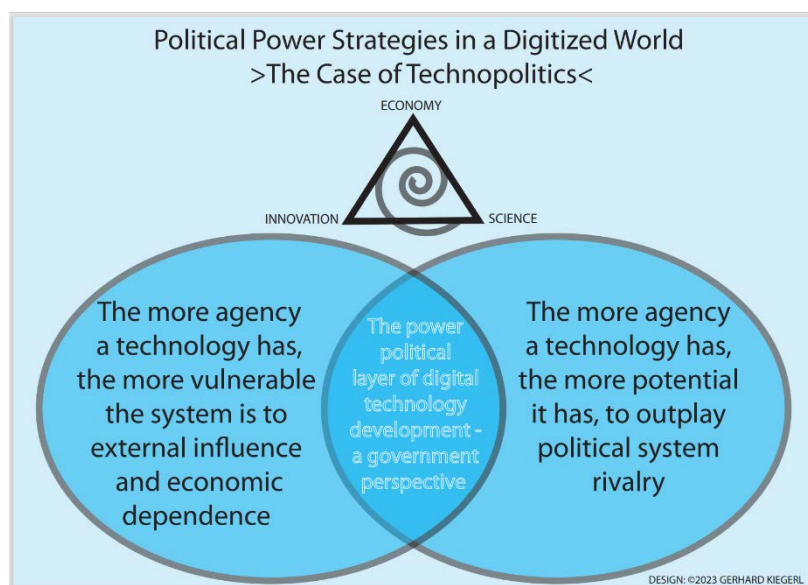 Political Power Strategies in a Digitized World
>The Case of Technopolitics<
ECONOMY
INNOVATION
SCIENCE
The more agency
a technology has,
the more vulnerable
the system is to
external influence
and economic
dependence
The power
political
layer of digital
technology
development -
a government
perspective
The more agency
a technology has,
the more potential
it has, to outplay
political system
rivalry
DESIGN: ©2023 GERHARD KIEGERL